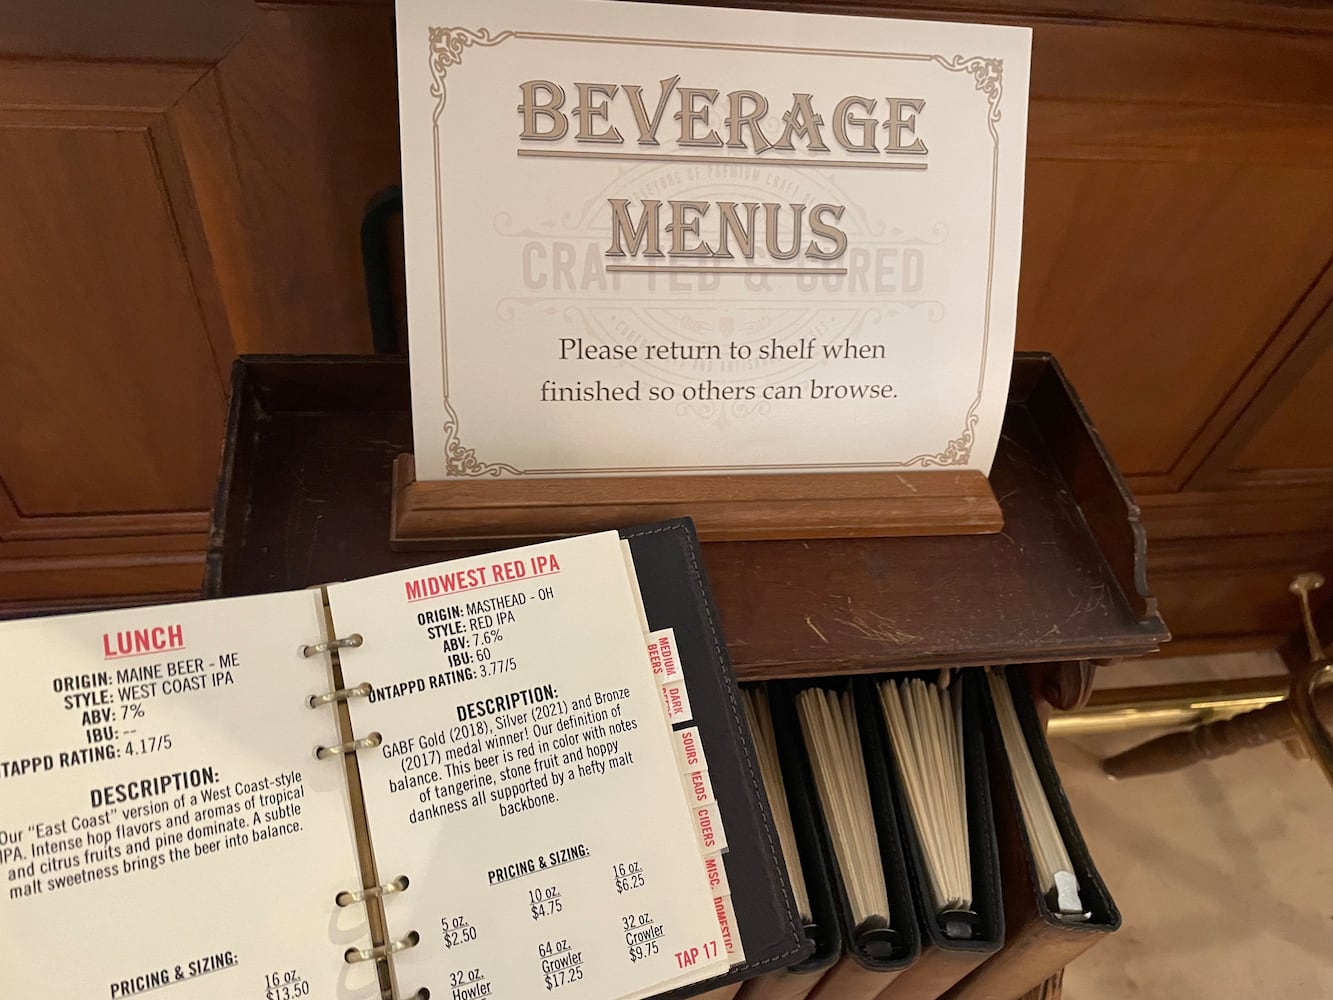 BEVERAGE
MENUS
CRAFTED & CURED
Please return to shelf when
finished so others can browse.
LUNCH
ORIGIN: MAINE BEER - ME
STYLE: WEST COAST IPA
ABV: 7%
IBU: --
UNTAPPD RATING: 4.17/5
DESCRIPTION:
Our "East Coast" version of a West Coast-style
IPA. Intense hop flavors and aromas of tropical
and citrus fruits and pine dominate. A subtle
malt sweetness brings the beer into balance.
PRICING & SIZING:
16 oz.
$13.50
MIDWEST RED IPA
ORIGIN: MASTHEAD - OH
STYLE: RED IPA
ABV: 7.6%
IBU: 60
UNTAPPD RATING: 3.77/5
DESCRIPTION:
GABF Gold (2018), Silver (2021) and Bronze
(2017) medal winner! Our definition of
balance. This beer is red in color with notes
of tangerine, stone fruit and hoppy
dankness all supported by a hefty malt
backbone.
PRICING & SIZING:
5 oz.
$2.50
10 oz.
$4.75
16 oz.
$6.25
32 oz.
Howler
64 oz.
Growler
$17.25
32 oz.
Crowler
$9.75
TAP 17
MEDIUM
BEERS
DARK
SOURS
MEADS
CIDERS
MISC.
DOMESTIC